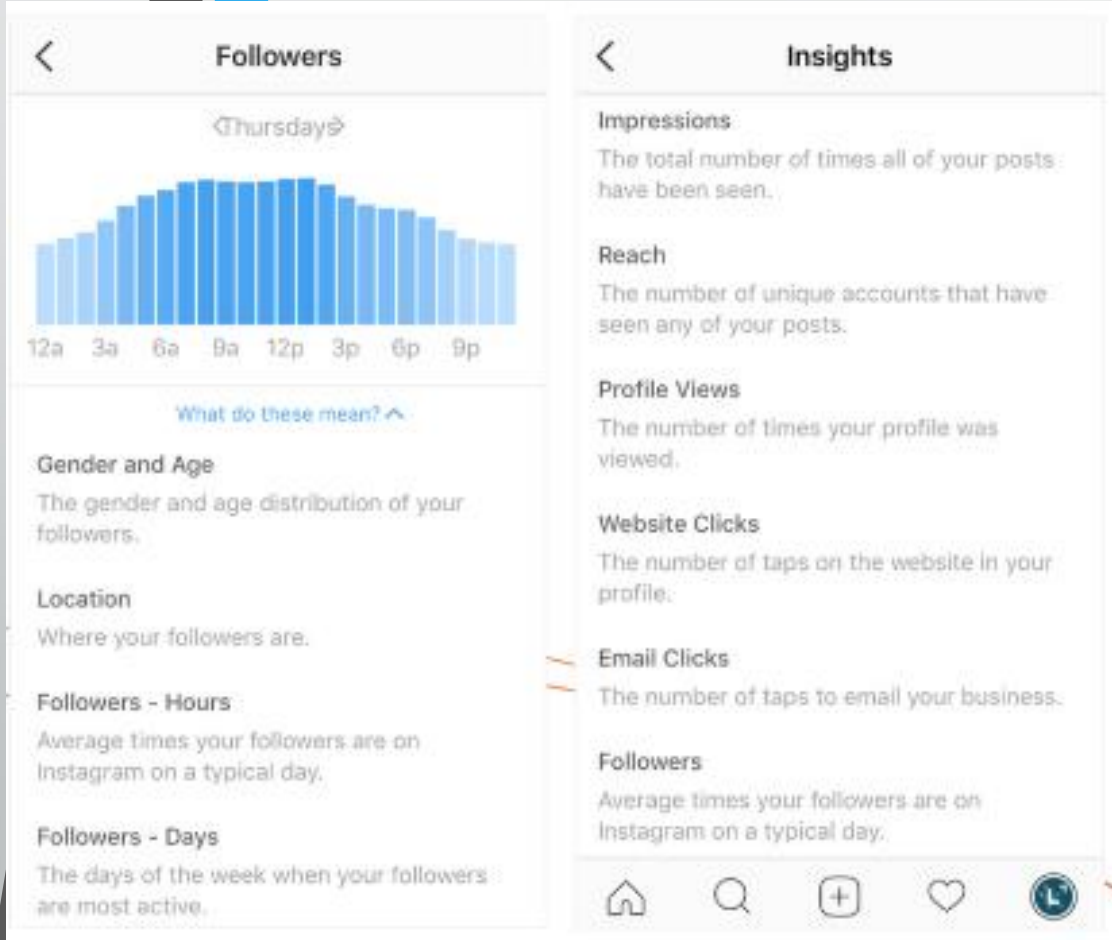 Followers
<Thursdays>
12a 3a 6a 9a 12p 3p 6p 9p
What do these mean?
Gender and Age
The gender and age distribution of your
followers.
Location
Where your followers are.
Followers - Hours
Average times your followers are on
Instagram on a typical day.
Followers - Days
The days of the week when your followers
are most active.
Insights
Impressions
The total number of times all of your posts
have been seen.
Reach
The number of unique accounts that have
seen any of your posts.
Profile Views
The number of times your profile was
viewed.
Website Clicks
The number of taps on the website in your
profile.
Email Clicks
The number of taps to email your business.
Followers
Average times your followers are on
Instagram on a typical day.
L